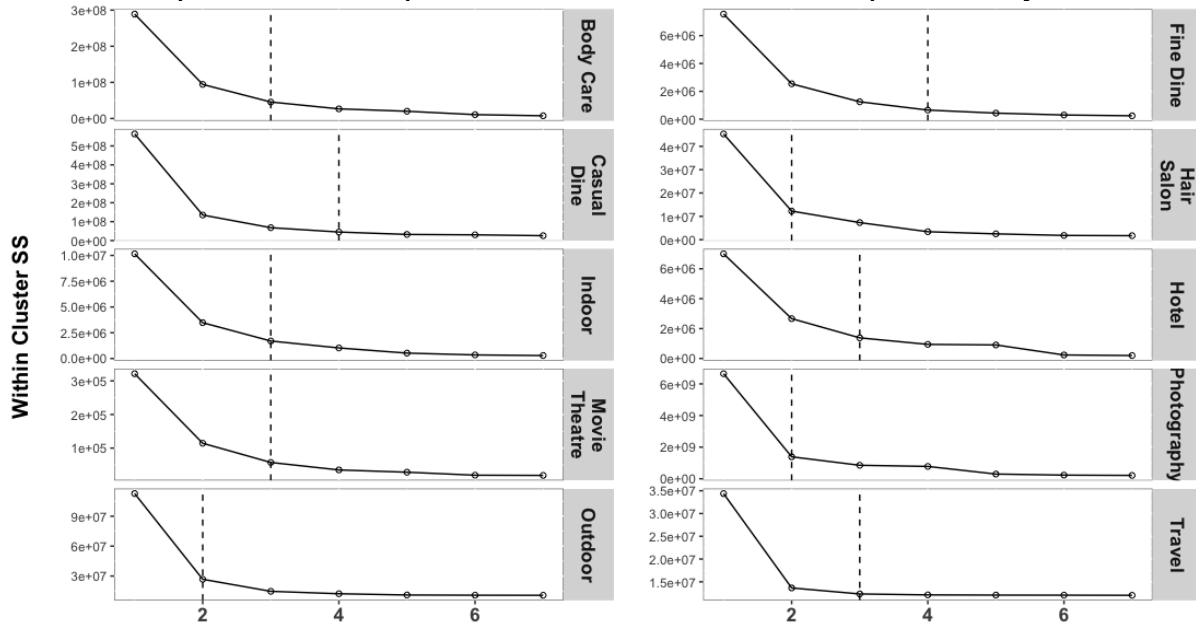 3e+08
2e+08
1e+08
0e+00
Body Care
5e+08
4e+08
3e+08
2e+08
1e+08
0e+00
Casual
Dine
1.0e+07
7.5e+06
5.0e+06
2.5e+06
0.0e+00
Indoor
3e+05
2e+05
1e+05
Movie
Theatre
9e+07
6e+07
3e+07
Outdoor
2
4
6
Within Cluster SS
6e+06
4e+06
2e+06
0e+00
Fine Dine
4e+07
3e+07
2e+07
1e+07
0e+00
Hair
Salon
6e+06
4e+06
2e+06
0e+00
Hotel
6e+09
4e+09
2e+09
0e+00
Photography
3.5e+07
3.0e+07
2.5e+07
2.0e+07
1.5e+07
Travel
2
4
6